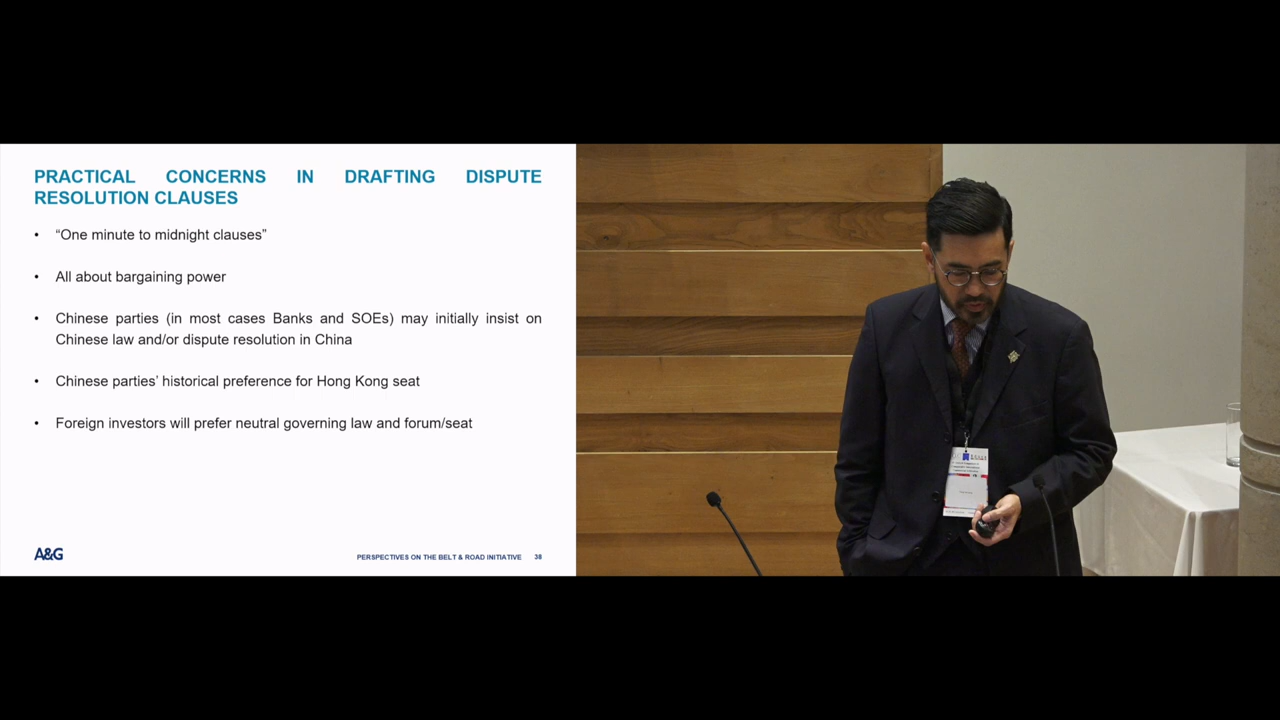 PRACTICAL CONCERNS IN DRAFTING DISPUTE
RESOLUTION CLAUSES
• “One minute to midnight clauses”
• All about bargaining power
• Chinese parties (in most cases Banks and SOEs) may initially insist on
Chinese law and/or dispute resolution in China
• Chinese parties’ historical preference for Hong Kong seat
• Foreign investors will prefer neutral governing law and forum/seat
A&G
PERSPECTIVES ON THE BELT & ROAD INITIATIVE 38